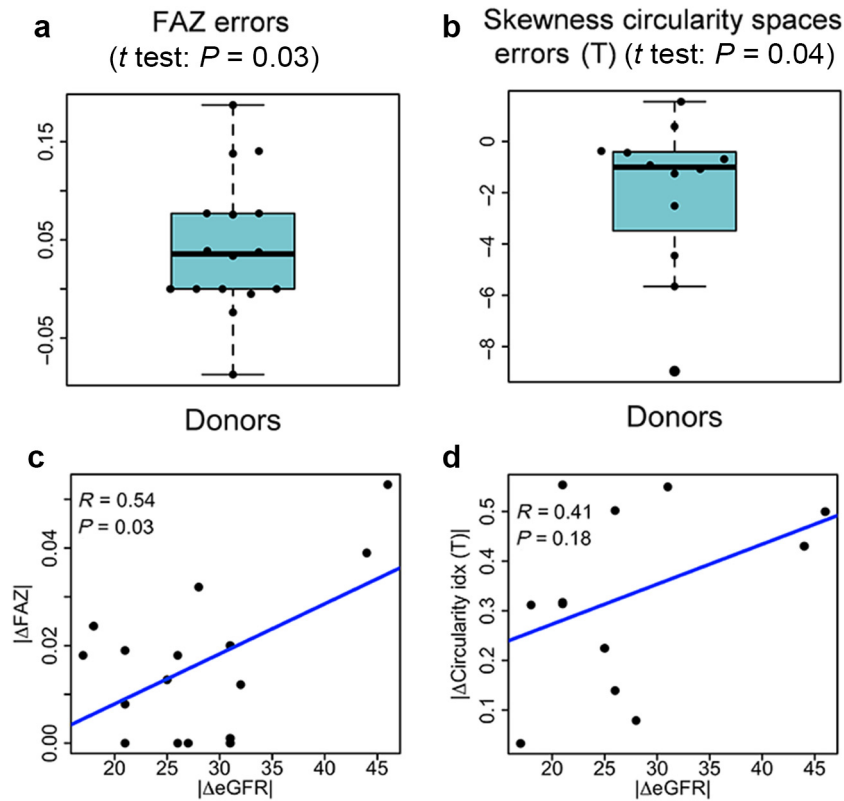 a
FAZ errors
(t test: P = 0.03)
0.15
0.05
−0.05
Donors
b
Skewness circularity spaces
errors (T) (t test: P = 0.04)
0
−2
−4
−6
−8
Donors
c
R = 0.54
P = 0.03
|ΔFAZ|
0.04
0.02
0.00
20 25 30 35 40 45
|ΔeGFR|
d
R = 0.41
P = 0.18
|ΔCircularity idx (T)|
0.5
0.4
0.3
0.2
0.1
20 25 30 35 40 45
|ΔeGFR|